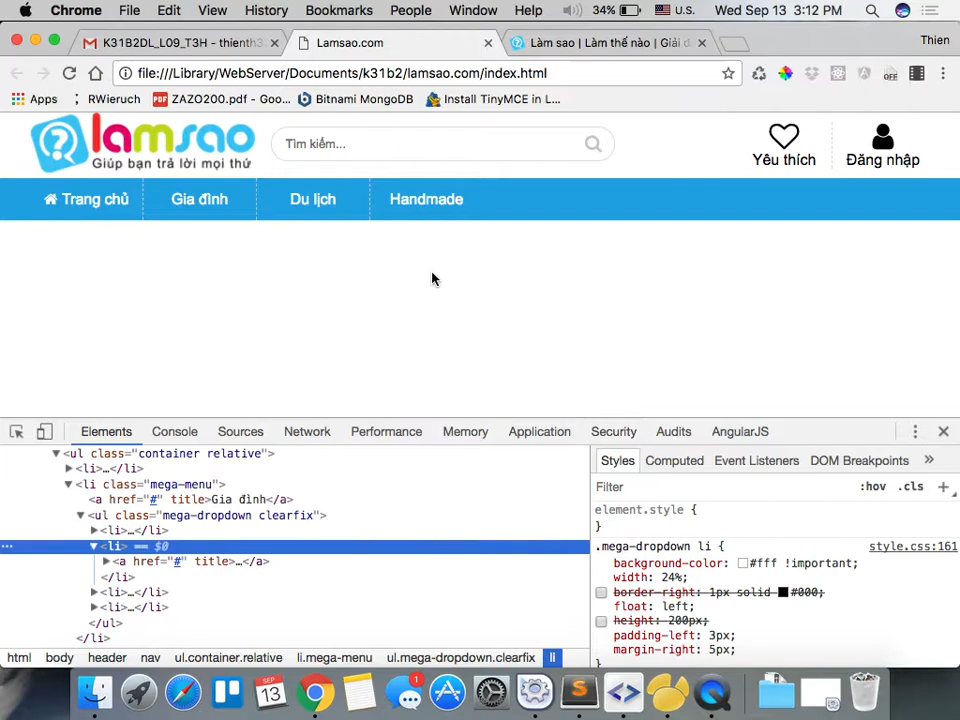 Chrome File Edit View History Bookmarks People Window Help 34% U.S. Wed Sep 13 3:12 PM
K31B2DL_L09_T3H - thienth3 × Lamsao.com × Làm sao | Làm thế nào | Giải đ × Thien
file:///Library/WebServer/Documents/k31b2/lamsao.com/index.html
Apps RWieruch ZAZO200.pdf - Goo... Bitnami MongoDB Install TinyMCE in L...
lamsao
Giúp bạn trả lời mọi thứ
Tìm kiếm...
Yêu thích Đăng nhập
Trang chủ Gia đình Du lịch Handmade
Elements Console Sources Network Performance Memory Application Security Audits AngularJS
<ul class="container relative">
<li>…</li>
<li class="mega-menu">
<a href="#" title>Gia đình</a>
<ul class="mega-dropdown clearfix">
<li>…</li>
<li> == $0
<a href="#" title>…</a>
</li>
<li>…</li>
<li>…</li>
</ul>
</li>
html body header nav ul.container.relative li.mega-menu ul.mega-dropdown.clearfix li
Styles Computed Event Listeners DOM Breakpoints »
Filter :hov .cls +
element.style {
}
.mega-dropdown li { style.css:161
background-color: #fff !important;
width: 24%;
border-right: 1px solid #000;
float: left;
height: 200px;
padding-left: 3px;
margin-right: 5px;
}
SEP
13
1